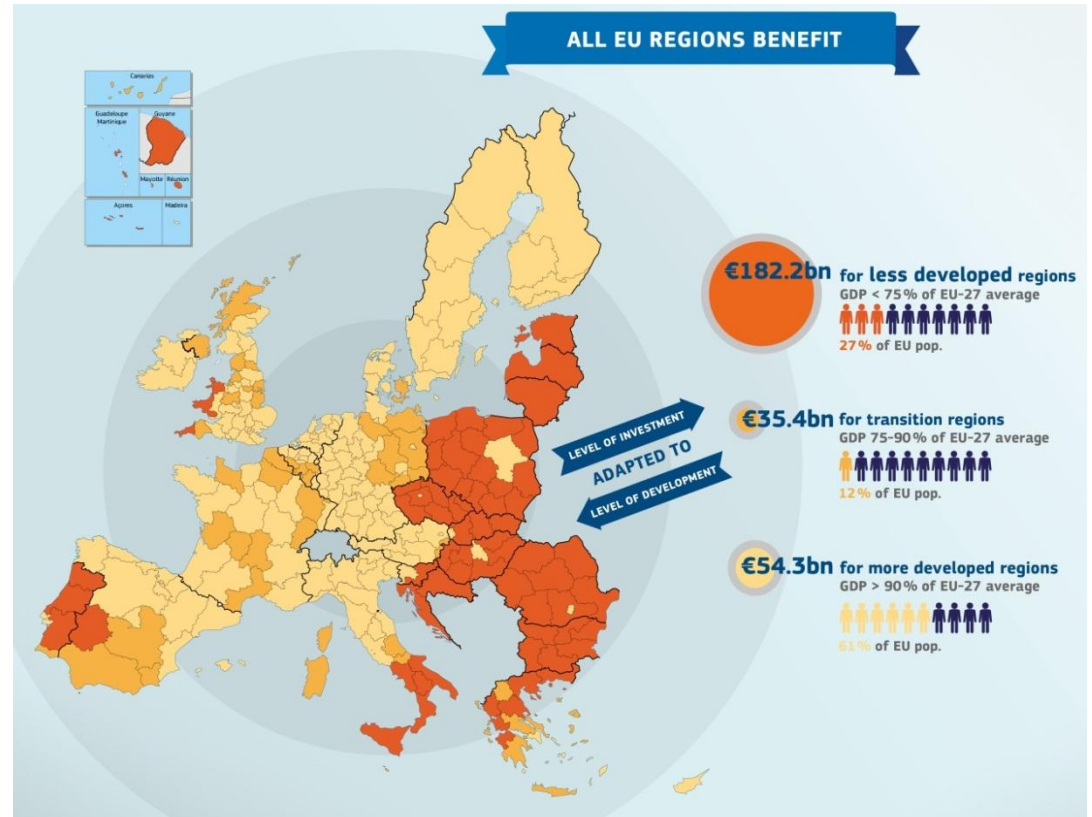 ALL EU REGIONS BENEFIT
Canarias
Guadeloupe
Martinique
Guyane
Mayotte
Réunion
Açores
Madeira
€182.2bn for less developed regions
GDP < 75% of EU-27 average
27% of EU pop.
LEVEL OF INVESTMENT
ADAPTED TO
LEVEL OF DEVELOPMENT
€35.4bn for transition regions
GDP 75-90% of EU-27 average
12% of EU pop.
€54.3bn for more developed regions
GDP > 90% of EU-27 average
61% of EU pop.